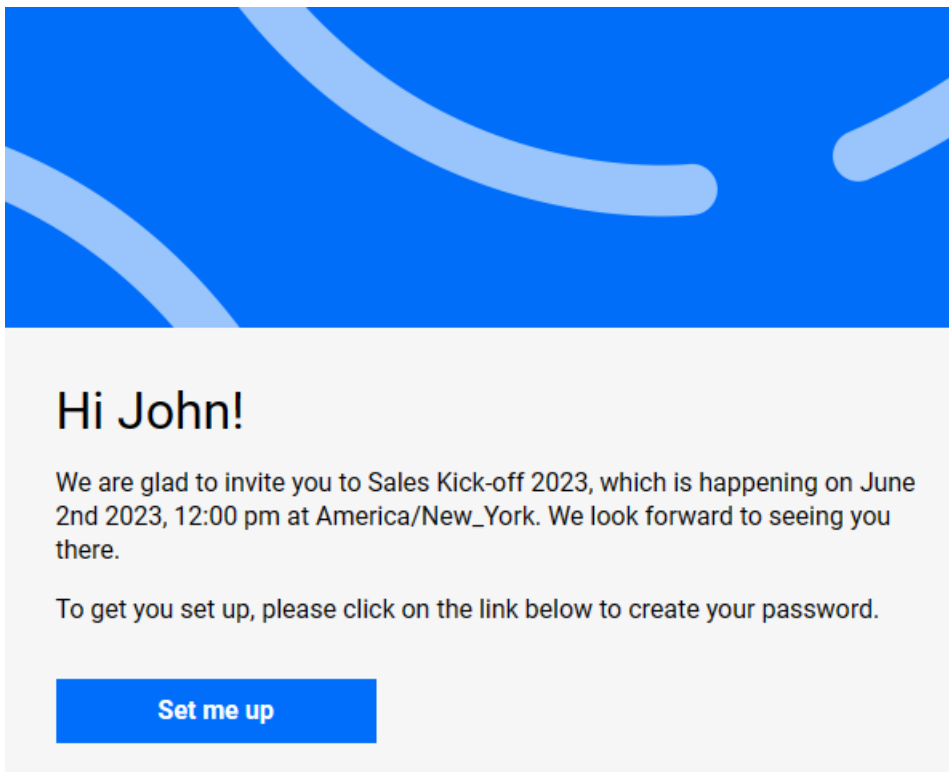 Hi John!
We are glad to invite you to Sales Kick-off 2023, which is happening on June
2nd 2023, 12:00 pm at America/New_York. We look forward to seeing you
there.
To get you set up, please click on the link below to create your password.
Set me up